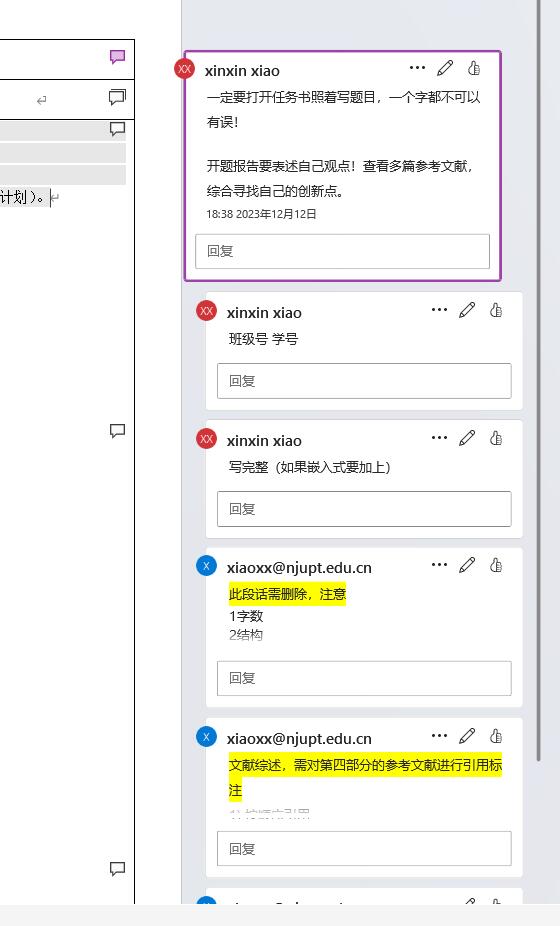 计划）。
XX
xinxin xiao
一定要打开任务书照着写题目，一个字都不可以
有误！
开题报告要表述自己观点！查看多篇参考文献，
综合寻找自己的创新点。
18:38 2023年12月12日
回复
XX
xinxin xiao
班级号 学号
回复
XX
xinxin xiao
写完整（如果嵌入式要加上）
回复
X
xiaoxx@njupt.edu.cn
此段话需删除，注意
1字数
2结构
回复
X
xiaoxx@njupt.edu.cn
文献综述，需对第四部分的参考文献进行引用标
注
回复